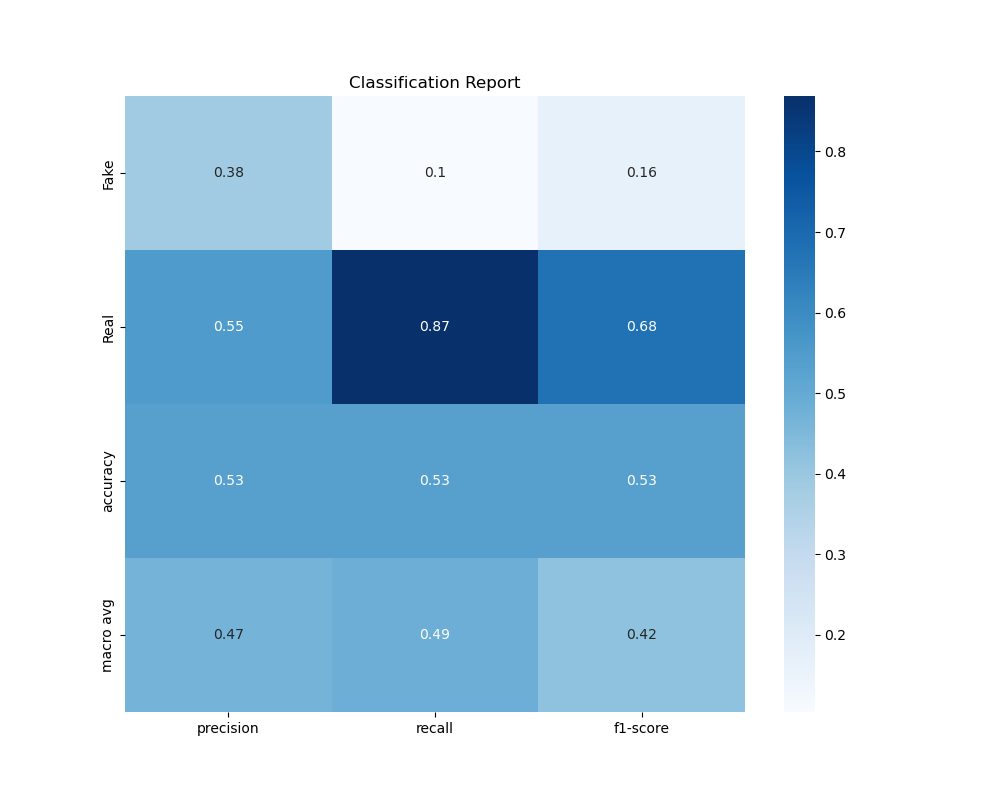 Classification Report
Fake 0.38 0.1 0.16
Real 0.55 0.87 0.68
accuracy 0.53 0.53 0.53
macro avg 0.47 0.49 0.42
precision recall f1-score
0.8
0.7
0.6
0.5
0.4
0.3
0.2